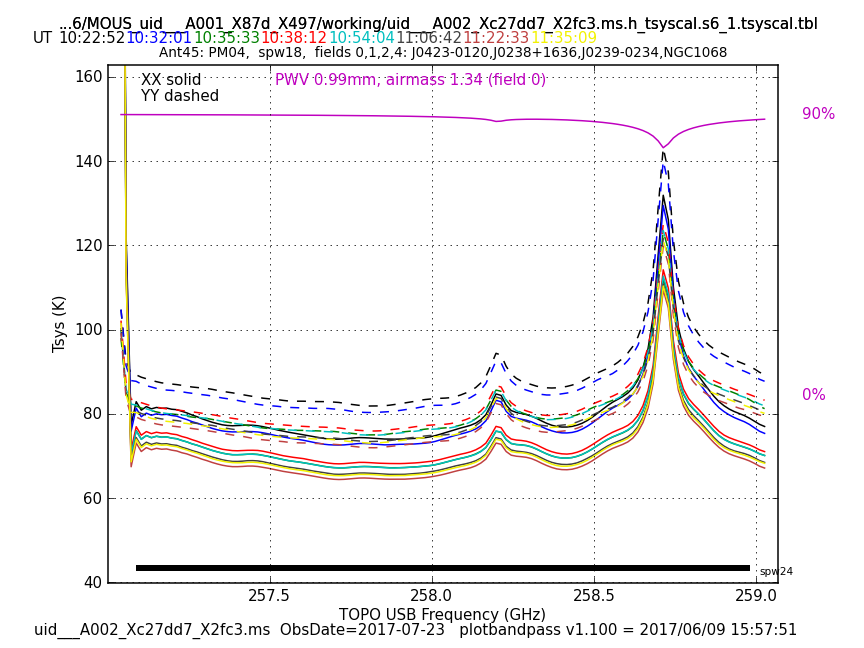 ...6/MOUS_uid___A001_X87d_X497/working/uid___A002_Xc27dd7_X2fc3.ms.h_tsyscal.s6_1.tsyscal.tbl
UT 10:22:52 10:32:01 10:35:33 10:38:12 10:54:04 11:06:42 11:22:33 11:35:09
Ant45: PM04,  spw18,  fields 0,1,2,4: J0423-0120,J0238+1636,J0239-0234,NGC1068
XX solid
PWV 0.99mm, airmass 1.34 (field 0)
YY dashed
160
140
120
100
80
60
40
Tsys (K)
90%
0%
spw24
257.5 258.0 258.5 259.0
TOPO USB Frequency (GHz)
uid___A002_Xc27dd7_X2fc3.ms  ObsDate=2017-07-23   plotbandpass v1.100 = 2017/06/09 15:57:51